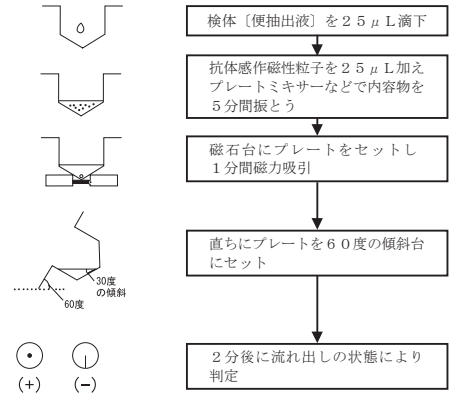 検体〔便抽出液〕を２５μＬ滴下
抗体感作磁性粒子を２５μＬ加え
プレートミキサーなどで内容物を
５分間振とう
磁石台にプレートをセットし
１分間磁力吸引
直ちにプレートを６０度の傾斜台
にセット
30度
の傾斜
60度
２分後に流れ出しの状態により
判定
(＋)
(－)